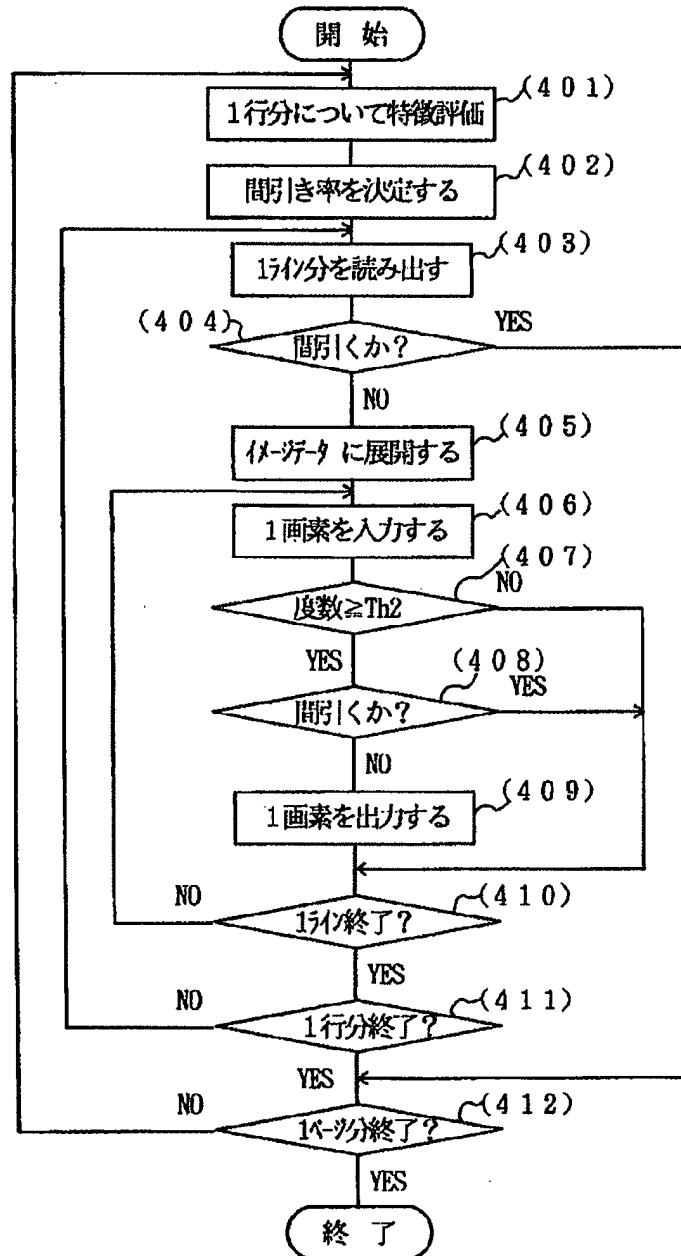 開 始
(401)
1行分について特徴評価
(402)
間引き率を決定する
(403)
1ライン分を読み出す
(404)
間引くか?
YES
NO
(405)
イメージデータ に展開する
(406)
1画素を入力する
(407)
度数≧Th2
NO
YES
(408)
間引くか?
YES
NO
(409)
1画素を出力する
(410)
1ライン終了?
NO
YES
(411)
1行分終了?
NO
YES
(412)
1ページ分終了?
NO
YES
終 了